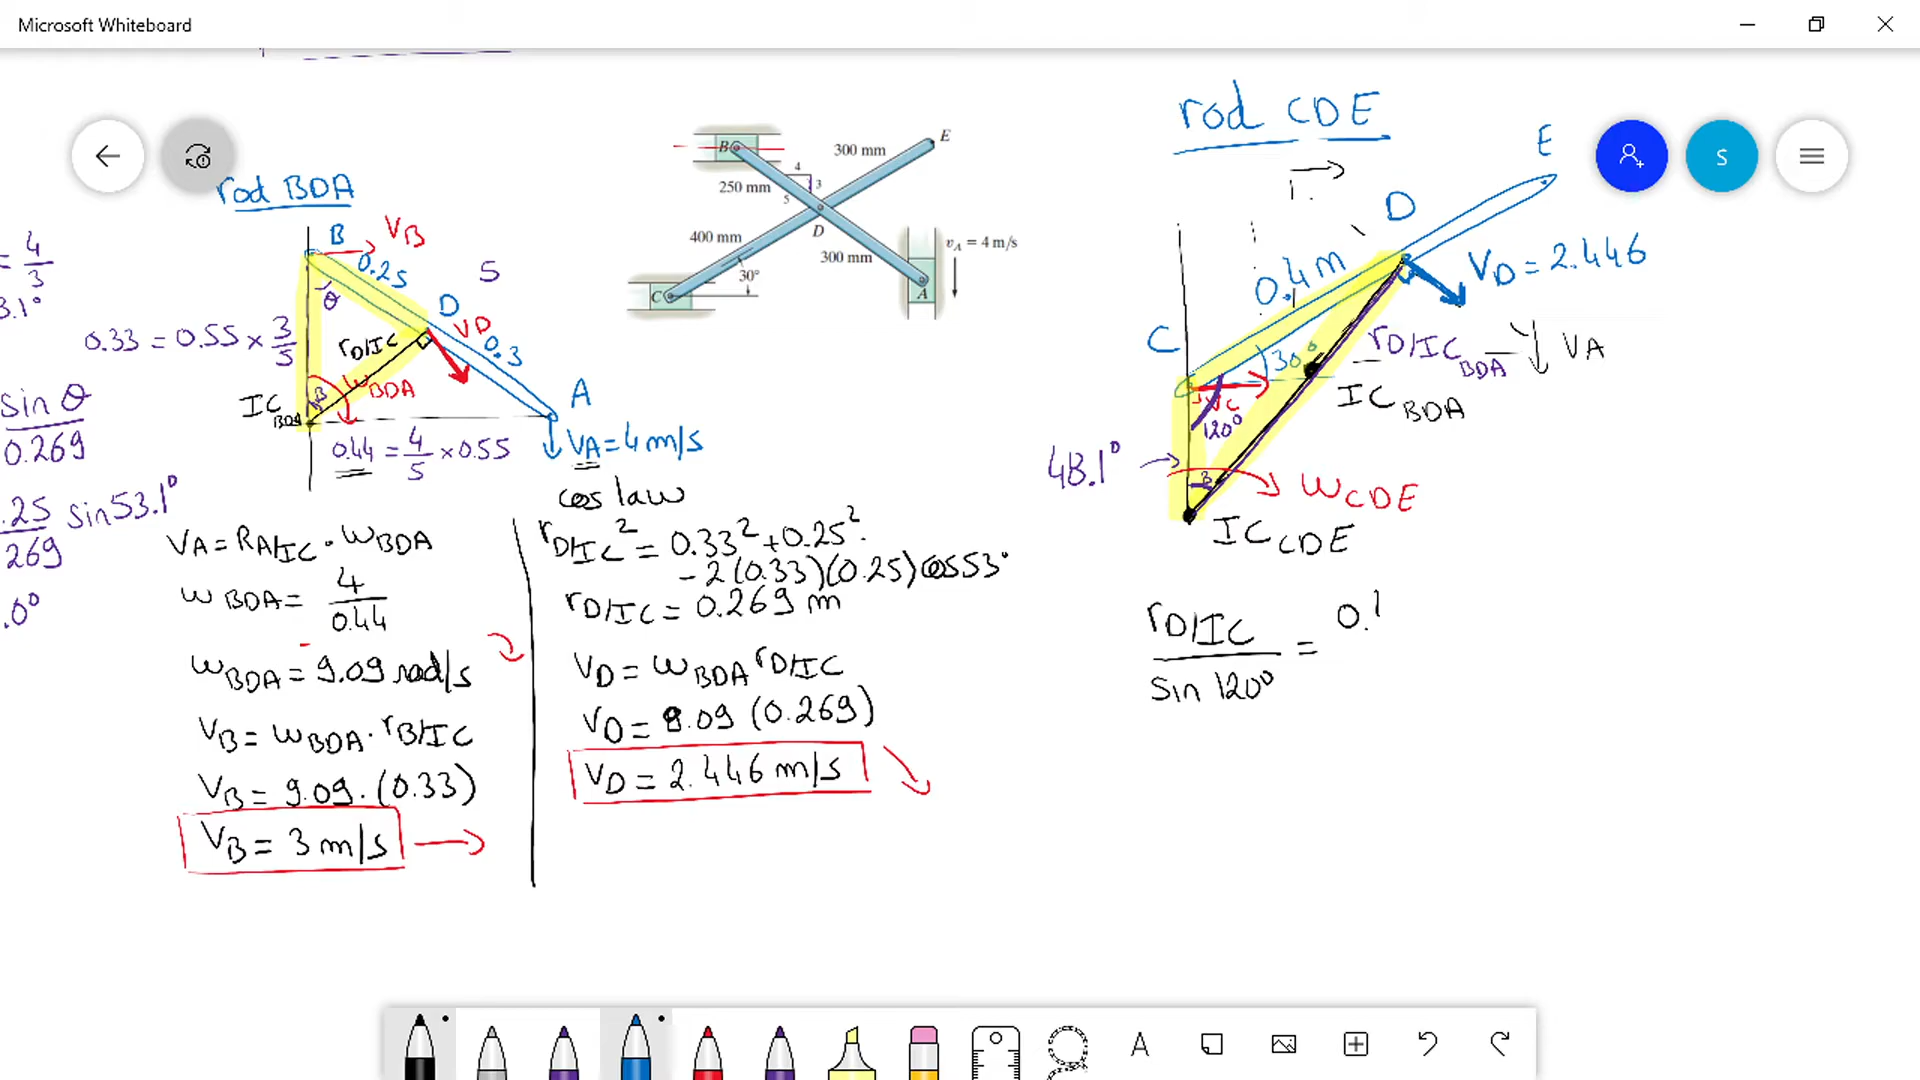 Microsoft Whiteboard
= 4/3
3.1°
sin θ
0.269
.25 sin53.1°
269
.0°
rod BDA
B
VB
0.25
5
θ
D
VD
0.3
rD/IC
0.33 = 0.55 × 3/5
β
ωBDA
IC BDA
A
0.44 = 4/5 ×0.55
VA=4m/s
VA = RA/IC · ωBDA
ωBDA = 4/0.44
ωBDA = 9.09 rad/s
VB = ωBDA · rB/IC
VB = 9.09 · (0.33)
VB = 3 m/s
cos law
rD/IC² = 0.33² + 0.25²
- 2 (0.33)(0.25) cos53°
rD/IC = 0.269 m
VD = ωBDA rD/IC
VD = 9.09 (0.269)
VD = 2.446 m/s
B
300 mm
E
4
3
5
250 mm
D
400 mm
300 mm
vA = 4 m/s
30°
C
A
rod CDE
E
D
0.4 m
VD = 2.446
C
30°
rD/IC BDA
VA
VC
IC BDA
120°
48.1°
β
ωCDE
IC CDE
rD/IC / sin 120° = 0.
S
A